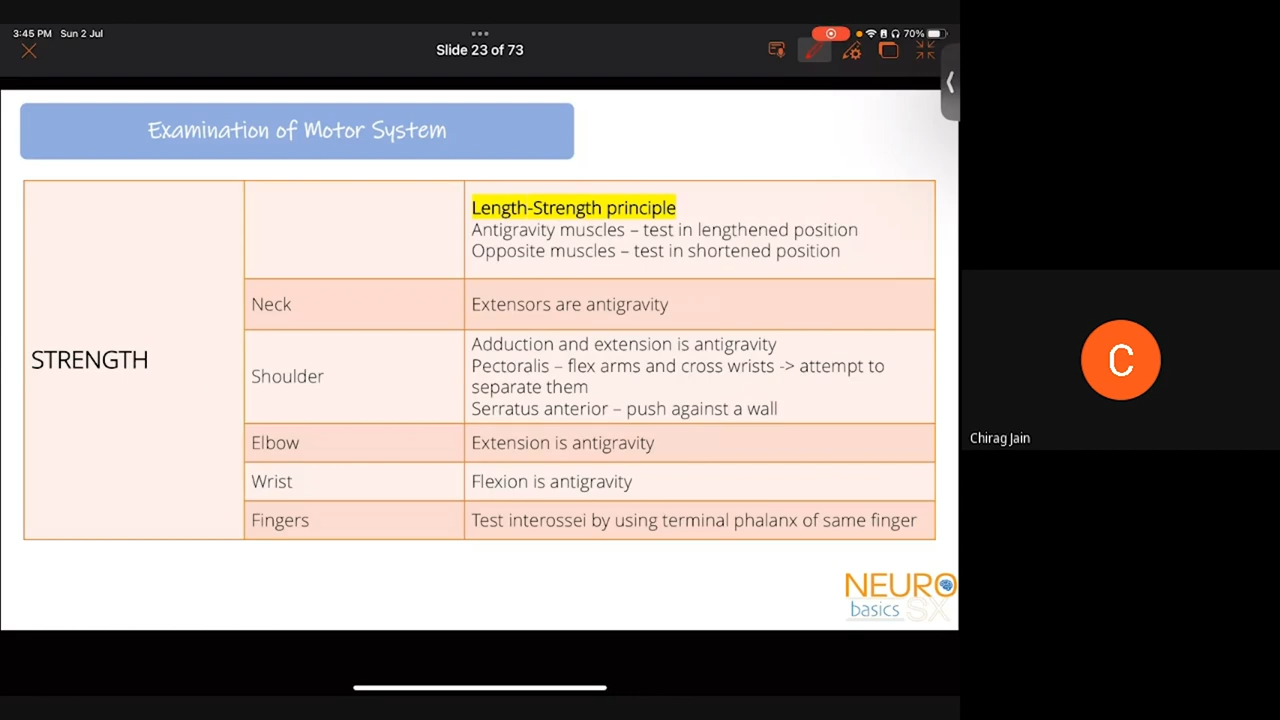 3:45 PM Sun 2 Jul
70%
Slide 23 of 73
Examination of Motor System
STRENGTH
Length-Strength principle
Antigravity muscles – test in lengthened position
Opposite muscles – test in shortened position
Neck
Extensors are antigravity
Shoulder
Adduction and extension is antigravity
Pectoralis – flex arms and cross wrists -> attempt to
separate them
Serratus anterior – push against a wall
Elbow
Extension is antigravity
Wrist
Flexion is antigravity
Fingers
Test interossei by using terminal phalanx of same finger
NEURO
basics SX
C
Chirag Jain